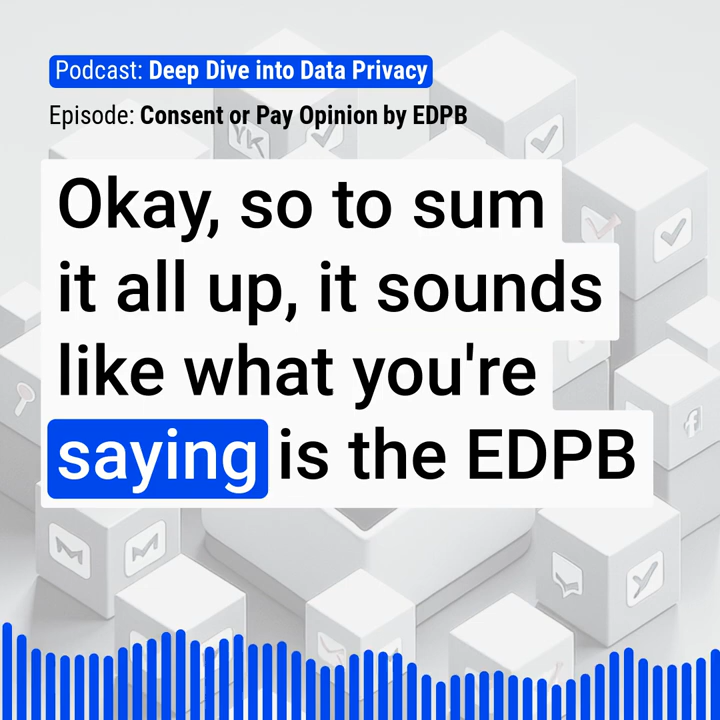 Podcast: Deep Dive into Data Privacy
Episode: Consent or Pay Opinion by EDPB
Okay, so to sum
it all up, it sounds
like what you're
saying is the EDPB